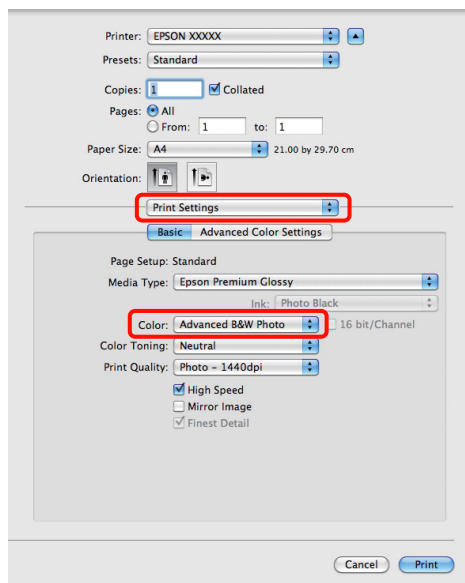 Printer: EPSON XXXXX
Presets: Standard
Copies: 1 Collated
Pages: All
From: 1 to: 1
Paper Size: A4 21.00 by 29.70 cm
Orientation:
Print Settings
Basic Advanced Color Settings
Page Setup: Standard
Media Type: Epson Premium Glossy
Ink: Photo Black
Color: Advanced B&W Photo 16 bit/Channel
Color Toning: Neutral
Print Quality: Photo - 1440dpi
High Speed
Mirror Image
Finest Detail
Cancel Print